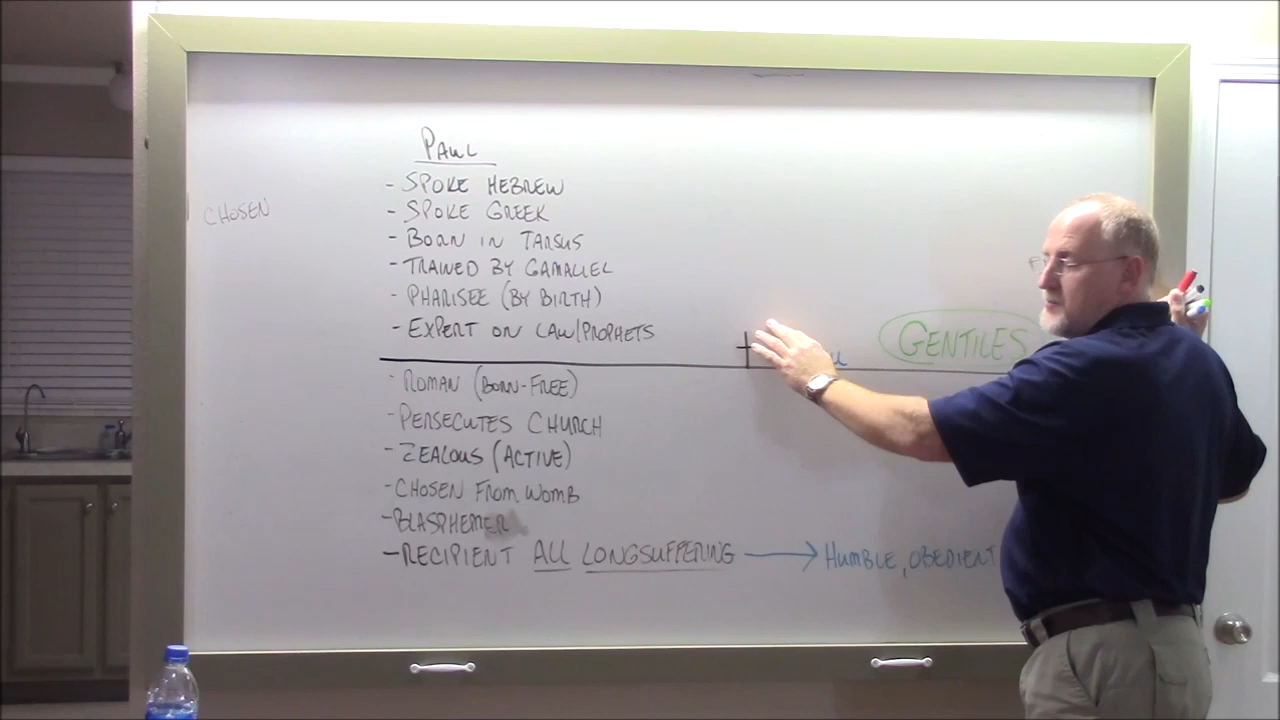 PAUL
CHOSEN
- SPOKE HEBREW
- SPOKE GREEK
- BORN IN TARSUS
- TRAINED BY GAMALIEL
- PHARISEE (BY BIRTH)
- EXPERT ON LAW/PROPHETS
GENTILES
- ROMAN (BORN-FREE)
- PERSECUTES CHURCH
- ZEALOUS (ACTIVE)
- CHOSEN FROM WOMB
- BLASPHEMER
- RECIPIENT ALL LONGSUFFERING → HUMBLE, OBEDIENT